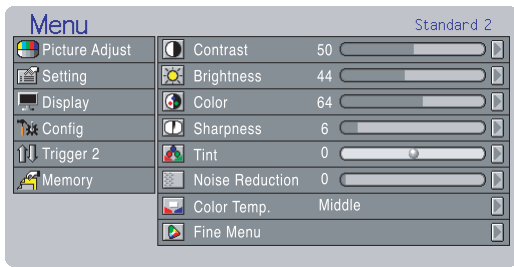 Menu Standard 2
Picture Adjust
Setting
Display
Config
Trigger 2
Memory
Contrast 50
Brightness 44
Color 64
Sharpness 6
Tint 0
Noise Reduction 0
Color Temp. Middle
Fine Menu